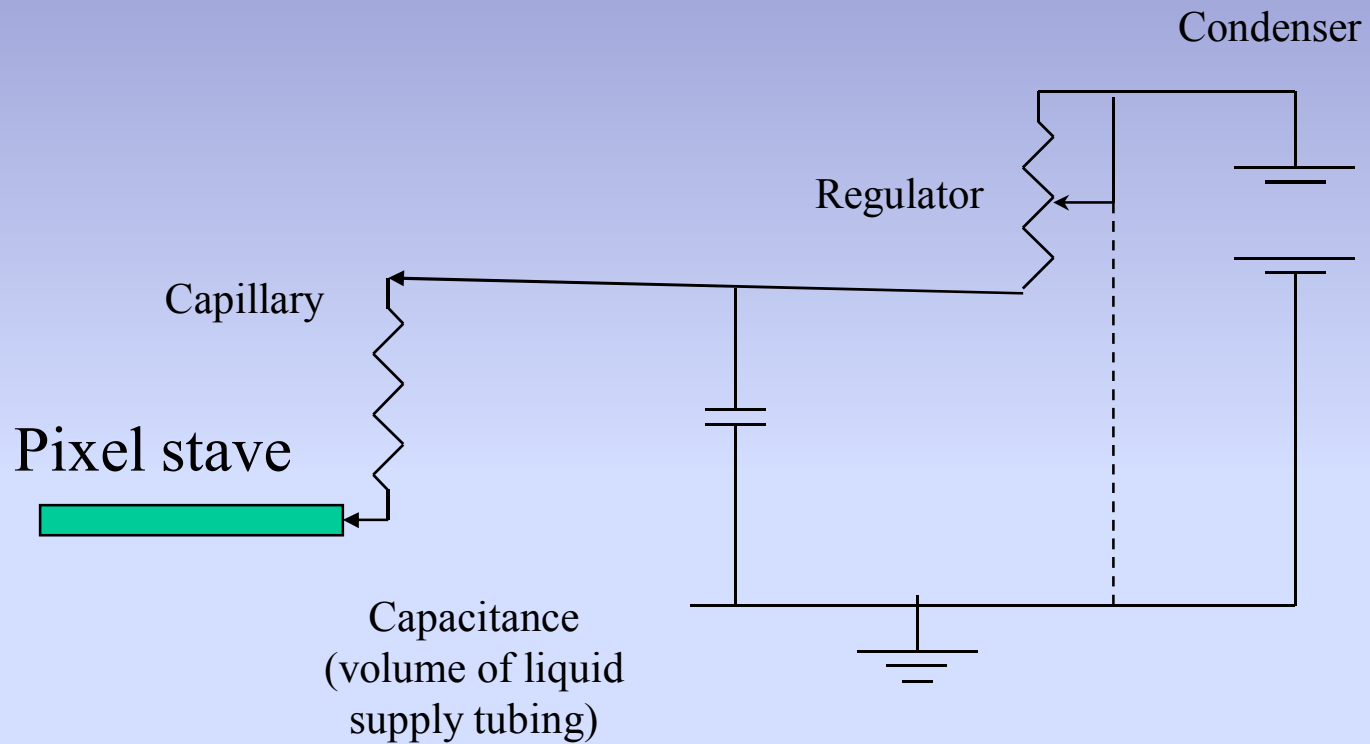 Condenser
Regulator
Capillary
Pixel stave
Capacitance
(volume of liquid
supply tubing)